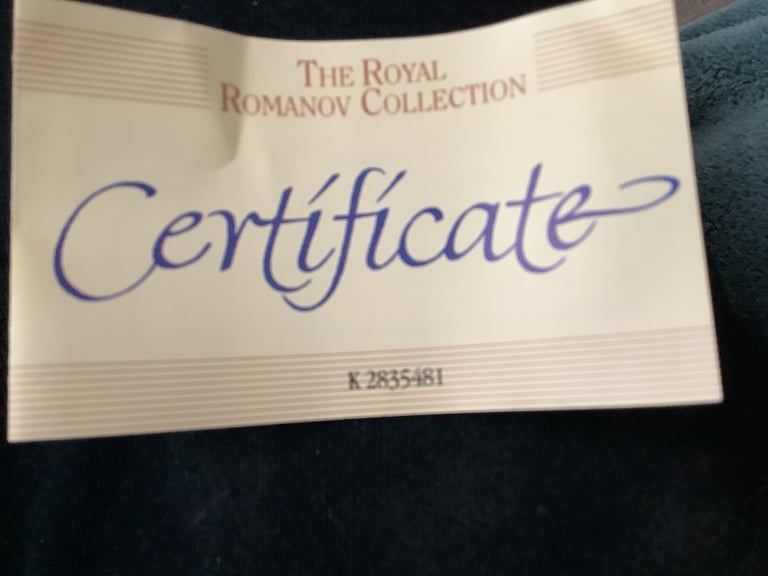 THE ROYAL
ROMANOV COLLECTION
Certificate
K 2835481